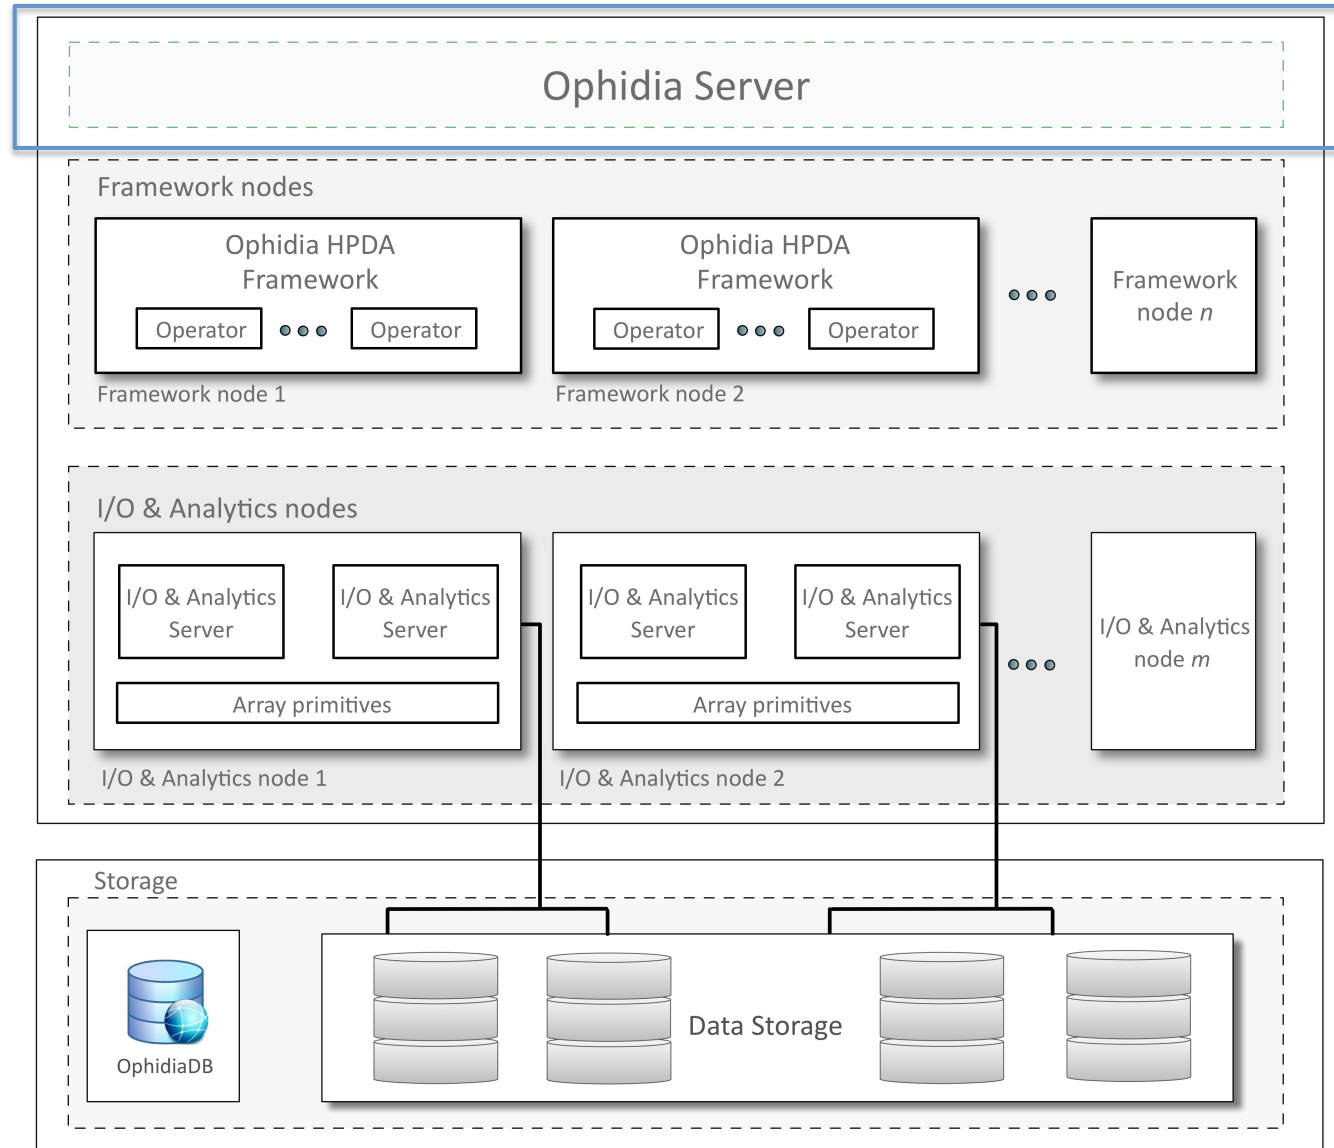 Ophidia Server
Framework nodes
Ophidia HPDA
Framework
Operator
Operator
Framework node 1
Ophidia HPDA
Framework
Operator
Operator
Framework node 2
Framework
node n
I/O & Analytics nodes
I/O & Analytics
Server
I/O & Analytics
Server
Array primitives
I/O & Analytics node 1
I/O & Analytics
Server
I/O & Analytics
Server
Array primitives
I/O & Analytics node 2
I/O & Analytics
node m
Storage
OphidiaDB
Data Storage